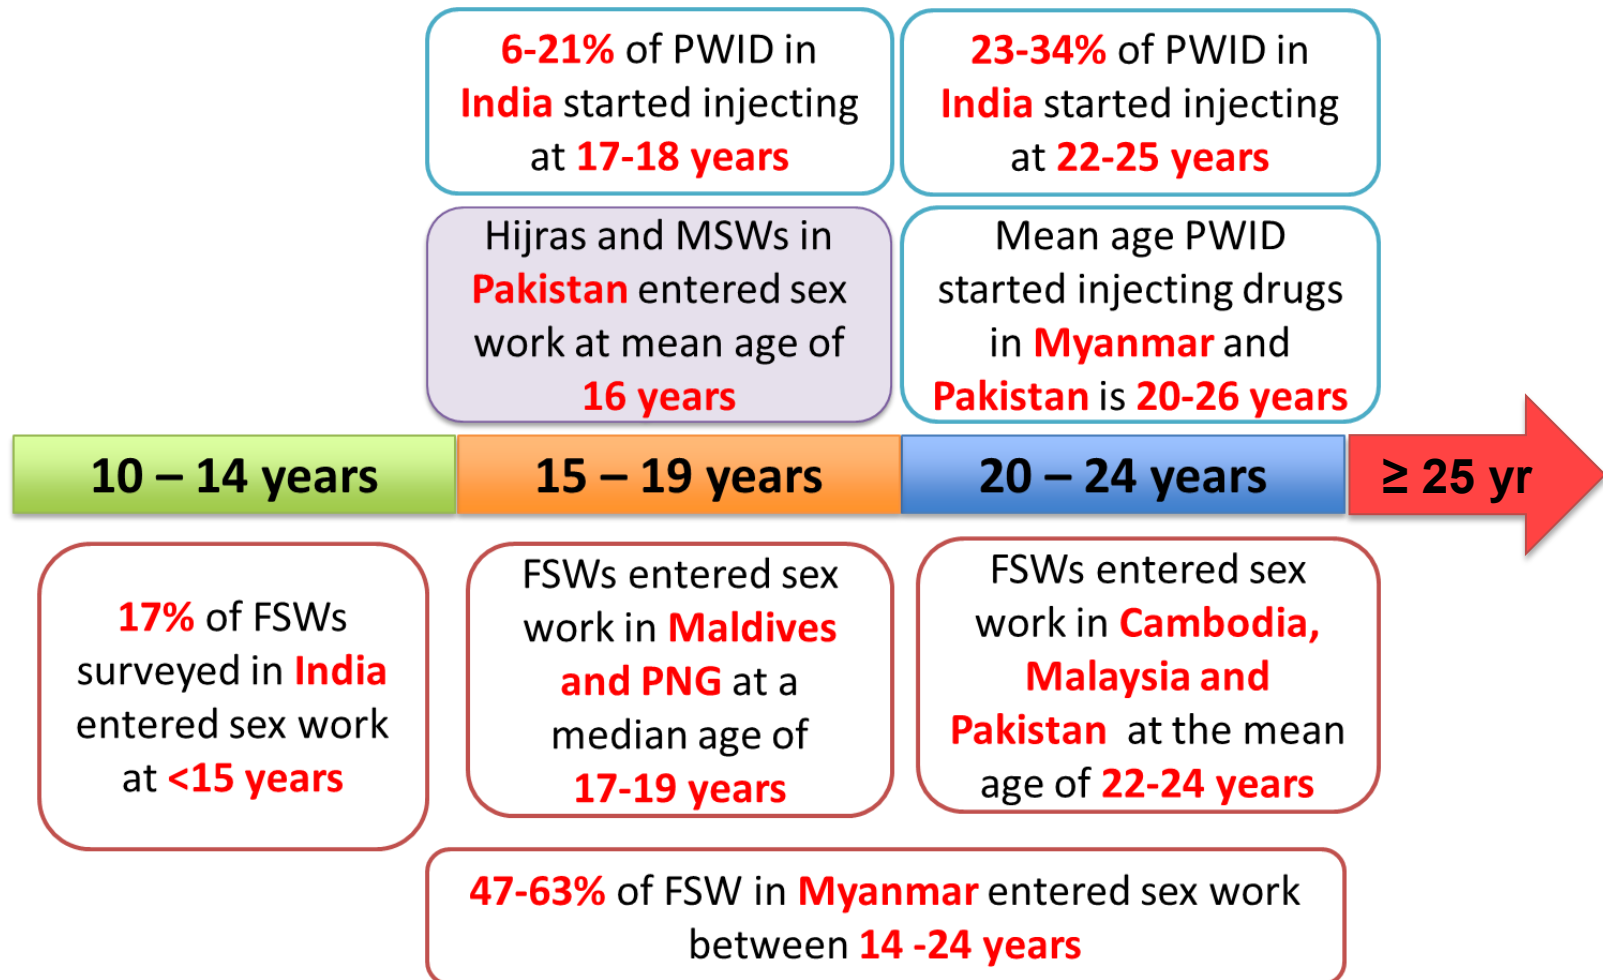 6-21% of PWID in
India started injecting
at 17-18 years
23-34% of PWID in
India started injecting
at 22-25 years
Hijras and MSWs in
Pakistan entered sex
work at mean age of
16 years
Mean age PWID
started injecting drugs
in Myanmar and
Pakistan is 20-26 years
10 – 14 years
15 – 19 years
20 – 24 years
≥ 25 yr
17% of FSWs
surveyed in India
entered sex work
at <15 years
FSWs entered sex
work in Maldives
and PNG at a
median age of
17-19 years
FSWs entered sex
work in Cambodia,
Malaysia and
Pakistan at the mean
age of 22-24 years
47-63% of FSW in Myanmar entered sex work
between 14 -24 years